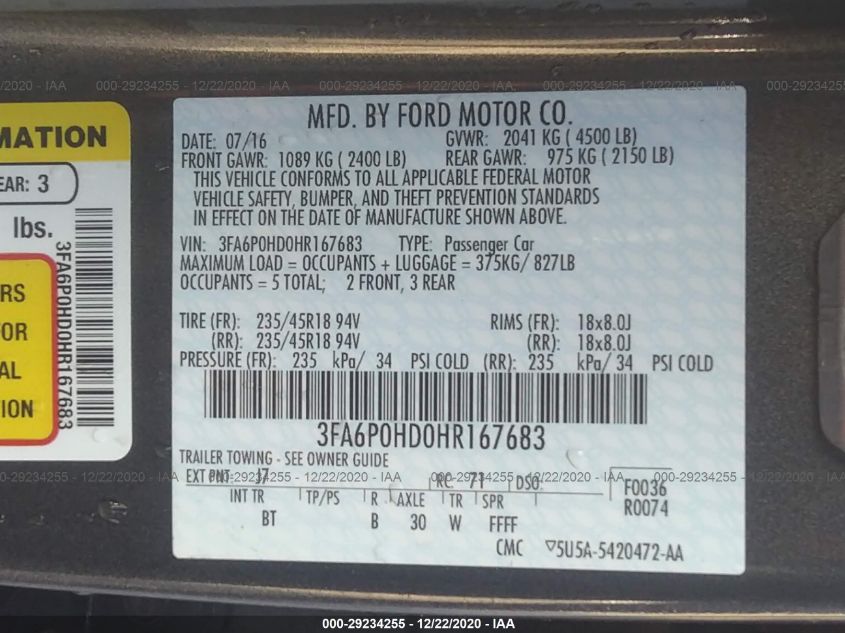 000-29234255 - 12/22/2020 - IAA
MATION
EAR: 3
lbs.
RS
FOR
AL
ION
3FA6P0HD0HR167683
MFD. BY FORD MOTOR CO.
DATE: 07/16 GVWR: 2041 KG ( 4500 LB)
FRONT GAWR: 1089 KG ( 2400 LB) REAR GAWR: 975 KG ( 2150 LB)
THIS VEHICLE CONFORMS TO ALL APPLICABLE FEDERAL MOTOR
VEHICLE SAFETY, BUMPER, AND THEFT PREVENTION STANDARDS
IN EFFECT ON THE DATE OF MANUFACTURE SHOWN ABOVE.
VIN: 3FA6P0HD0HR167683 TYPE: Passenger Car
MAXIMUM LOAD = OCCUPANTS + LUGGAGE = 375KG/ 827LB
OCCUPANTS = 5 TOTAL; 2 FRONT, 3 REAR
TIRE (FR): 235/45R18 94V RIMS (FR): 18x8.0J
(RR): 235/45R18 94V (RR): 18x8.0J
PRESSURE (FR): 235 kPa/ 34 PSI COLD (RR): 235 kPa/ 34 PSI COLD
3FA6P0HD0HR167683
TRAILER TOWING - SEE OWNER GUIDE
EXT PNT: J7 RC: 71 DSO: F0036
INT TR TP/PS R AXLE TR SPR R0074
BT B 30 W FFFF
CMC ▽5U5A-5420472-AA
000-29234255 - 12/22/2020 - IAA